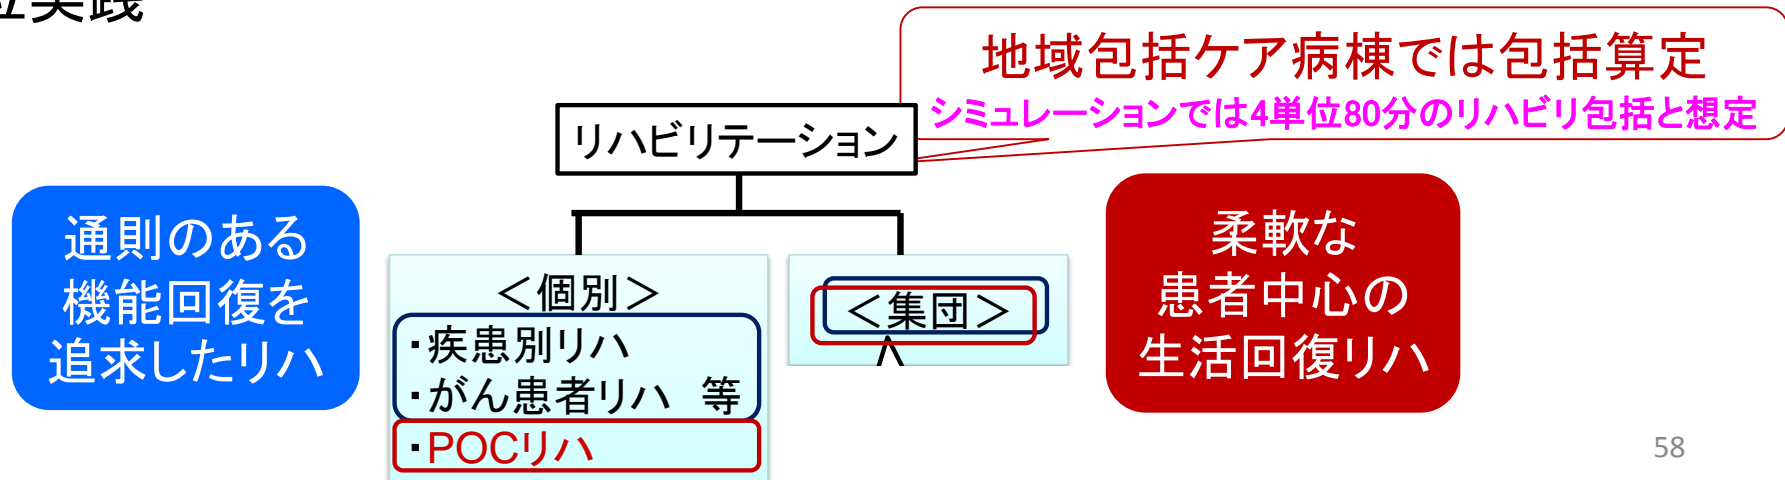 位実践
地域包括ケア病棟では包括算定
シミュレーションでは4単位80分のリハビリ包括と想定
リハビリテーション
通則のある
機能回復を
追求したリハ
＜個別＞
・疾患別リハ
・がん患者リハ　等
・POCリハ
＜集団＞
柔軟な
患者中心の
生活回復リハ
58